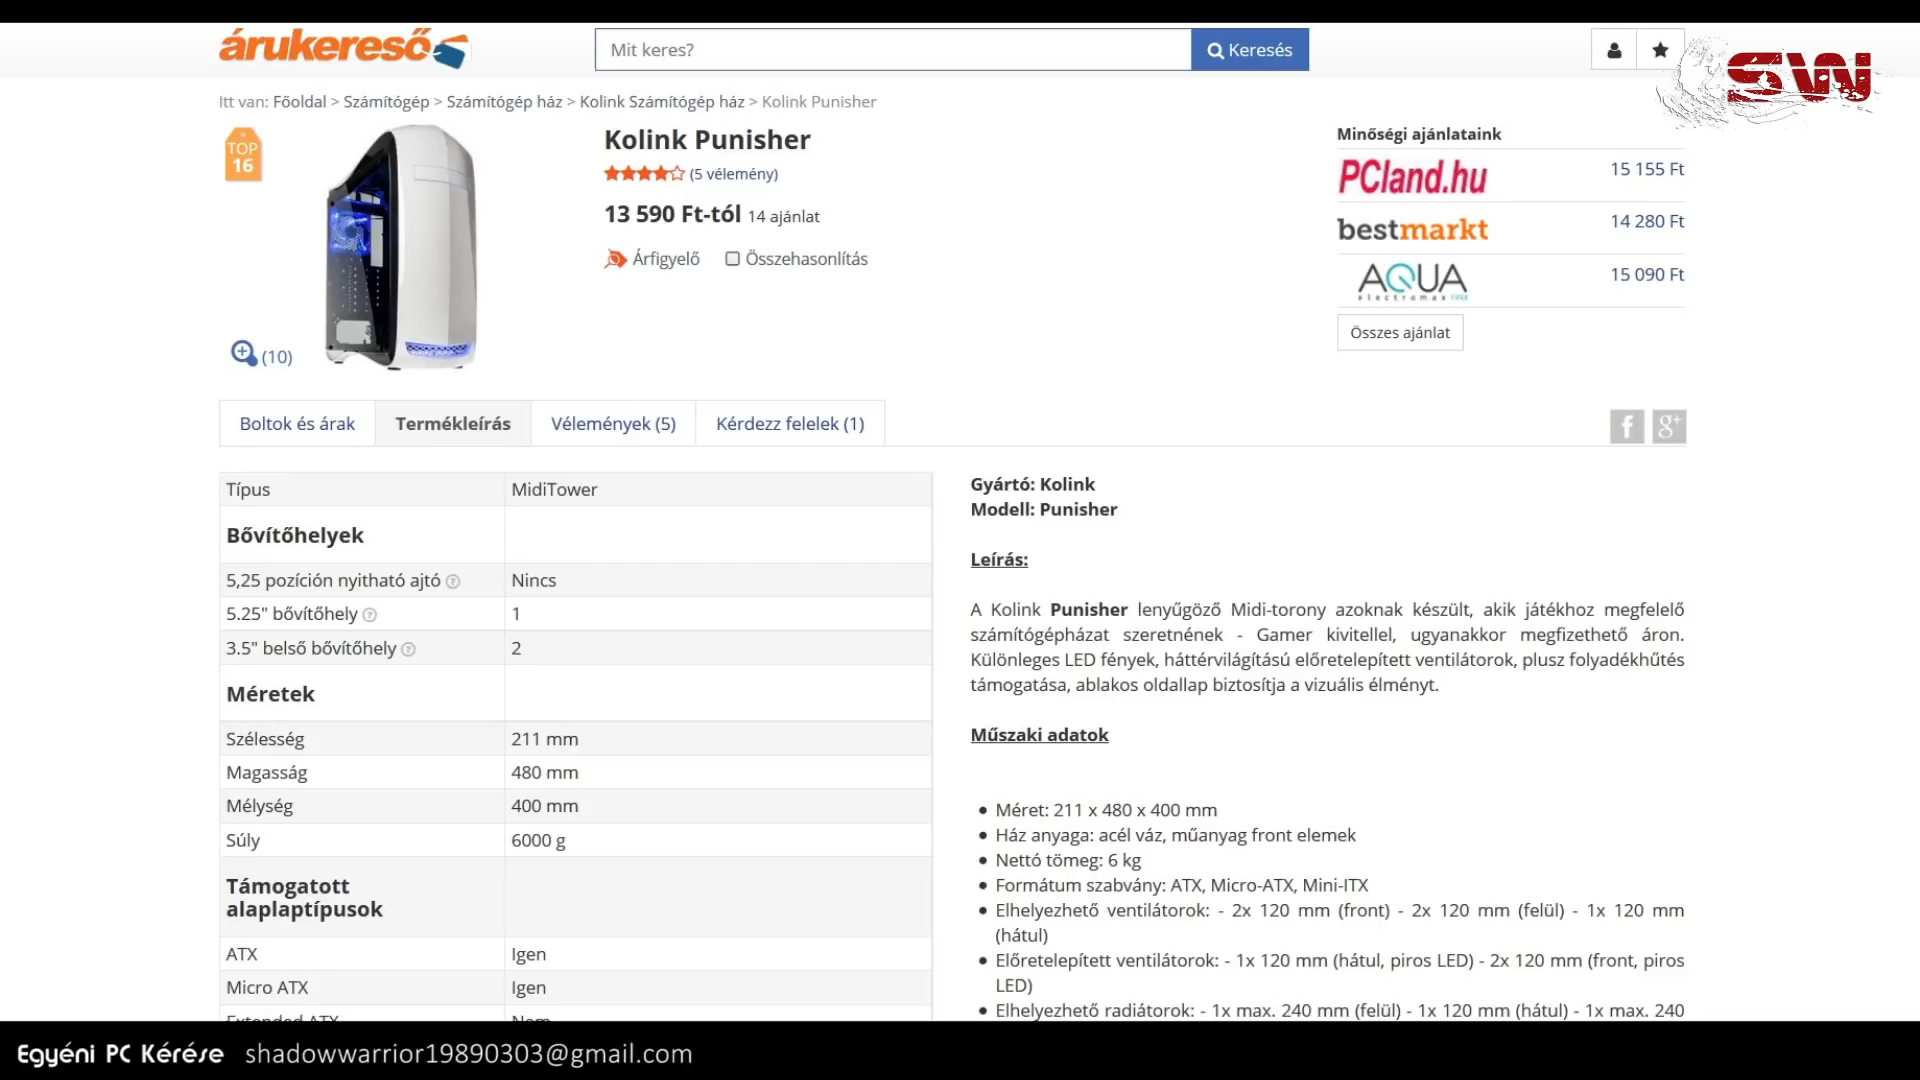 árukereső
Mit keres?
Keresés
SW
Itt van: Főoldal > Számítógép > Számítógép ház > Kolink Számítógép ház > Kolink Punisher
TOP
16
Kolink Punisher
(5 vélemény)
13 590 Ft-tól 14 ajánlat
Árfigyelő
Összehasonlítás
(10)
Minőségi ajánlataink
PCland.hu 15 155 Ft
bestmarkt 14 280 Ft
AQUA 15 090 Ft
electromax
Összes ajánlat
Boltok és árak
Termékleírás
Vélemények (5)
Kérdezz felelek (1)
f
g+
Típus MidiTower
Bővítőhelyek
5,25 pozíción nyitható ajtó ? Nincs
5.25" bővítőhely ? 1
3.5" belső bővítőhely ? 2
Méretek
Szélesség 211 mm
Magasság 480 mm
Mélység 400 mm
Súly 6000 g
Támogatott
alaplaptípusok
ATX Igen
Micro ATX Igen
Extended ATX Nem
Gyártó: Kolink
Modell: Punisher
Leírás:
A Kolink Punisher lenyűgöző Midi-torony azoknak készült, akik játékhoz megfelelő
számítógépházat szeretnének - Gamer kivitellel, ugyanakkor megfizethető áron.
Különleges LED fények, háttérvilágítású előretelepített ventilátorok, plusz folyadékhűtés
támogatása, ablakos oldallap biztosítja a vizuális élményt.
Műszaki adatok
• Méret: 211 x 480 x 400 mm
• Ház anyaga: acél váz, műanyag front elemek
• Nettó tömeg: 6 kg
• Formátum szabvány: ATX, Micro-ATX, Mini-ITX
• Elhelyezhető ventilátorok: - 2x 120 mm (front) - 2x 120 mm (felül) - 1x 120 mm
(hátul)
• Előretelepített ventilátorok: - 1x 120 mm (hátul, piros LED) - 2x 120 mm (front, piros
LED)
• Elhelyezhető radiátorok: - 1x max. 240 mm (felül) - 1x 120 mm (hátul) - 1x max. 240
Egyéni PC Kérése shadowwarrior19890303@gmail.com